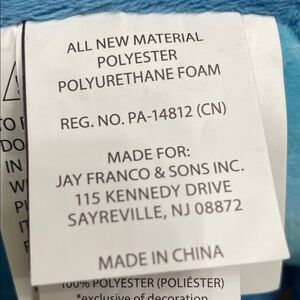 ALL NEW MATERIAL
POLYESTER
POLYURETHANE FOAM
REG. NO. PA-14812 (CN)
MADE FOR:
JAY FRANCO & SONS INC.
115 KENNEDY DRIVE
SAYREVILLE, NJ 08872
MADE IN CHINA
100% POLYESTER (POLIÉSTER)
*exclusive of decoration